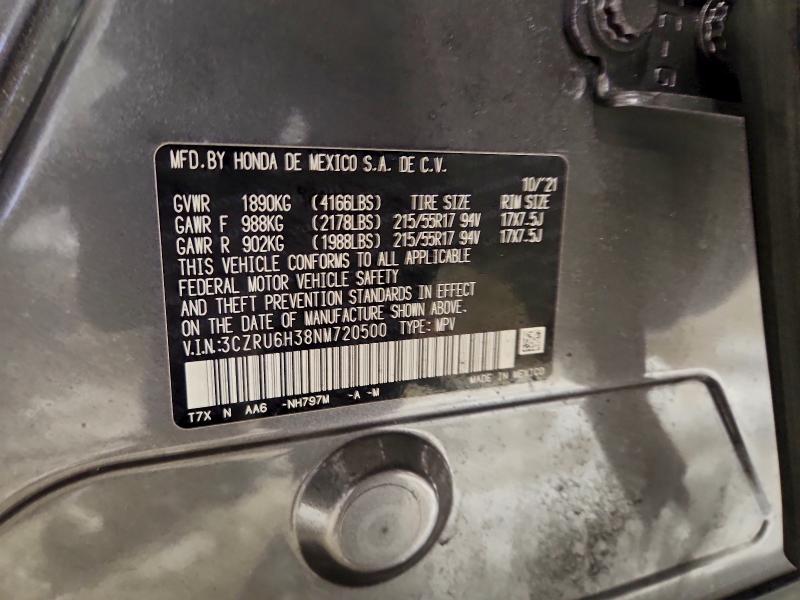 MFD.BY HONDA DE MEXICO S.A. DE C.V.
10/'21
GVWR 1890KG (4166LBS) TIRE SIZE RIM SIZE
GAWR F 988KG (2178LBS) 215/55R17 94V 17X7.5J
GAWR R 902KG (1988LBS) 215/55R17 94V 17X7.5J
THIS VEHICLE CONFORMS TO ALL APPLICABLE
FEDERAL MOTOR VEHICLE SAFETY
AND THEFT PREVENTION STANDARDS IN EFFECT
ON THE DATE OF MANUFACTURE SHOWN ABOVE.
V.I.N.:3CZRU6H38NM720500 TYPE: MPV
MADE IN MEXICO
T7X N AA6 -NH797M -A -M